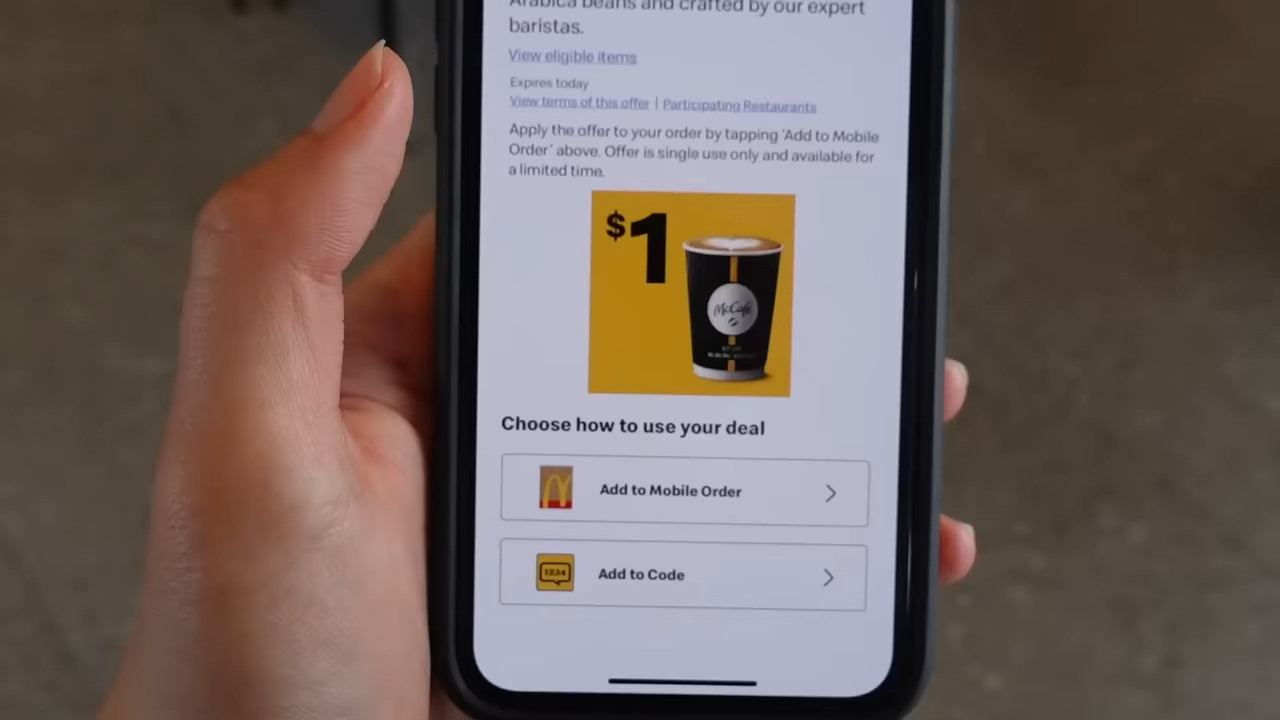 Arabica beans and crafted by our expert
baristas.
View eligible items
Expires today
View terms of this offer | Participating Restaurants
Apply the offer to your order by tapping 'Add to Mobile
Order' above. Offer is single use only and available for
a limited time.
$1
McCafé
Choose how to use your deal
Add to Mobile Order
1234
Add to Code